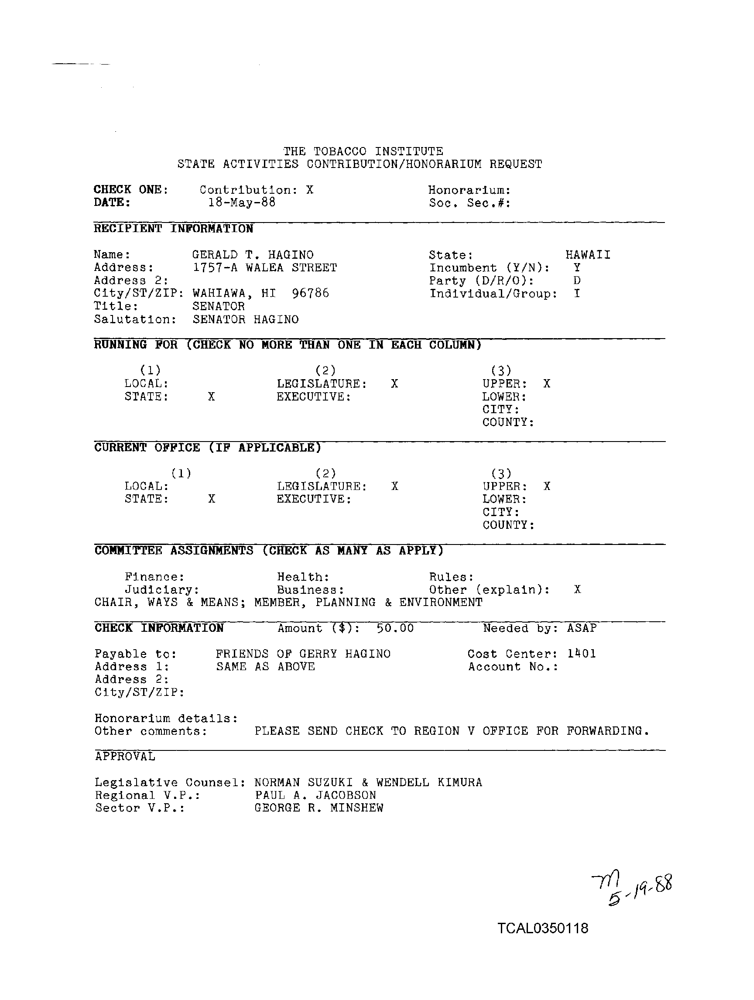 THE TOBACCO INSTITUTE
STATE ACTIVITIES CONTRIBUTION/HONORARIUM REQUEST
CHECK ONE: Contribution: X Honorarium:
DATE: 18-May-88 Soc. Sec.#:
RECIPIENT INFORMATION
Name: GERALD T. HAGINO State: HAWAII
Address: 1757-A WALEA STREET Incumbent (Y/N): Y
Address 2: Party (D/R/O): D
City/ST/ZIP: WAHIAWA, HI 96786 Individual/Group: I
Title: SENATOR
Salutation: SENATOR HAGINO
RUNNING FOR (CHECK NO MORE THAN ONE IN EACH COLUMN)
(1) (2) (3)
LOCAL: LEGISLATURE: X UPPER: X
STATE: X EXECUTIVE: LOWER:
CITY:
COUNTY:
CURRENT OFFICE (IF APPLICABLE)
(1) (2) (3)
LOCAL: LEGISLATURE: X UPPER: X
STATE: X EXECUTIVE: LOWER:
CITY:
COUNTY:
COMMITTEE ASSIGNMENTS (CHECK AS MANY AS APPLY)
Finance: Health: Rules:
Judiciary: Business: Other (explain): X
CHAIR, WAYS & MEANS; MEMBER, PLANNING & ENVIRONMENT
CHECK INFORMATION Amount ($): 50.00 Needed by: ASAP
Payable to: FRIENDS OF GERRY HAGINO Cost Center: 1401
Address 1: SAME AS ABOVE Account No.:
Address 2:
City/ST/ZIP:
Honorarium details:
Other comments: PLEASE SEND CHECK TO REGION V OFFICE FOR FORWARDING.
APPROVAL
Legislative Counsel: NORMAN SUZUKI & WENDELL KIMURA
Regional V.P.: PAUL A. JACOBSON
Sector V.P.: GEORGE R. MINSHEW
m
5-19-88
TCAL0350118